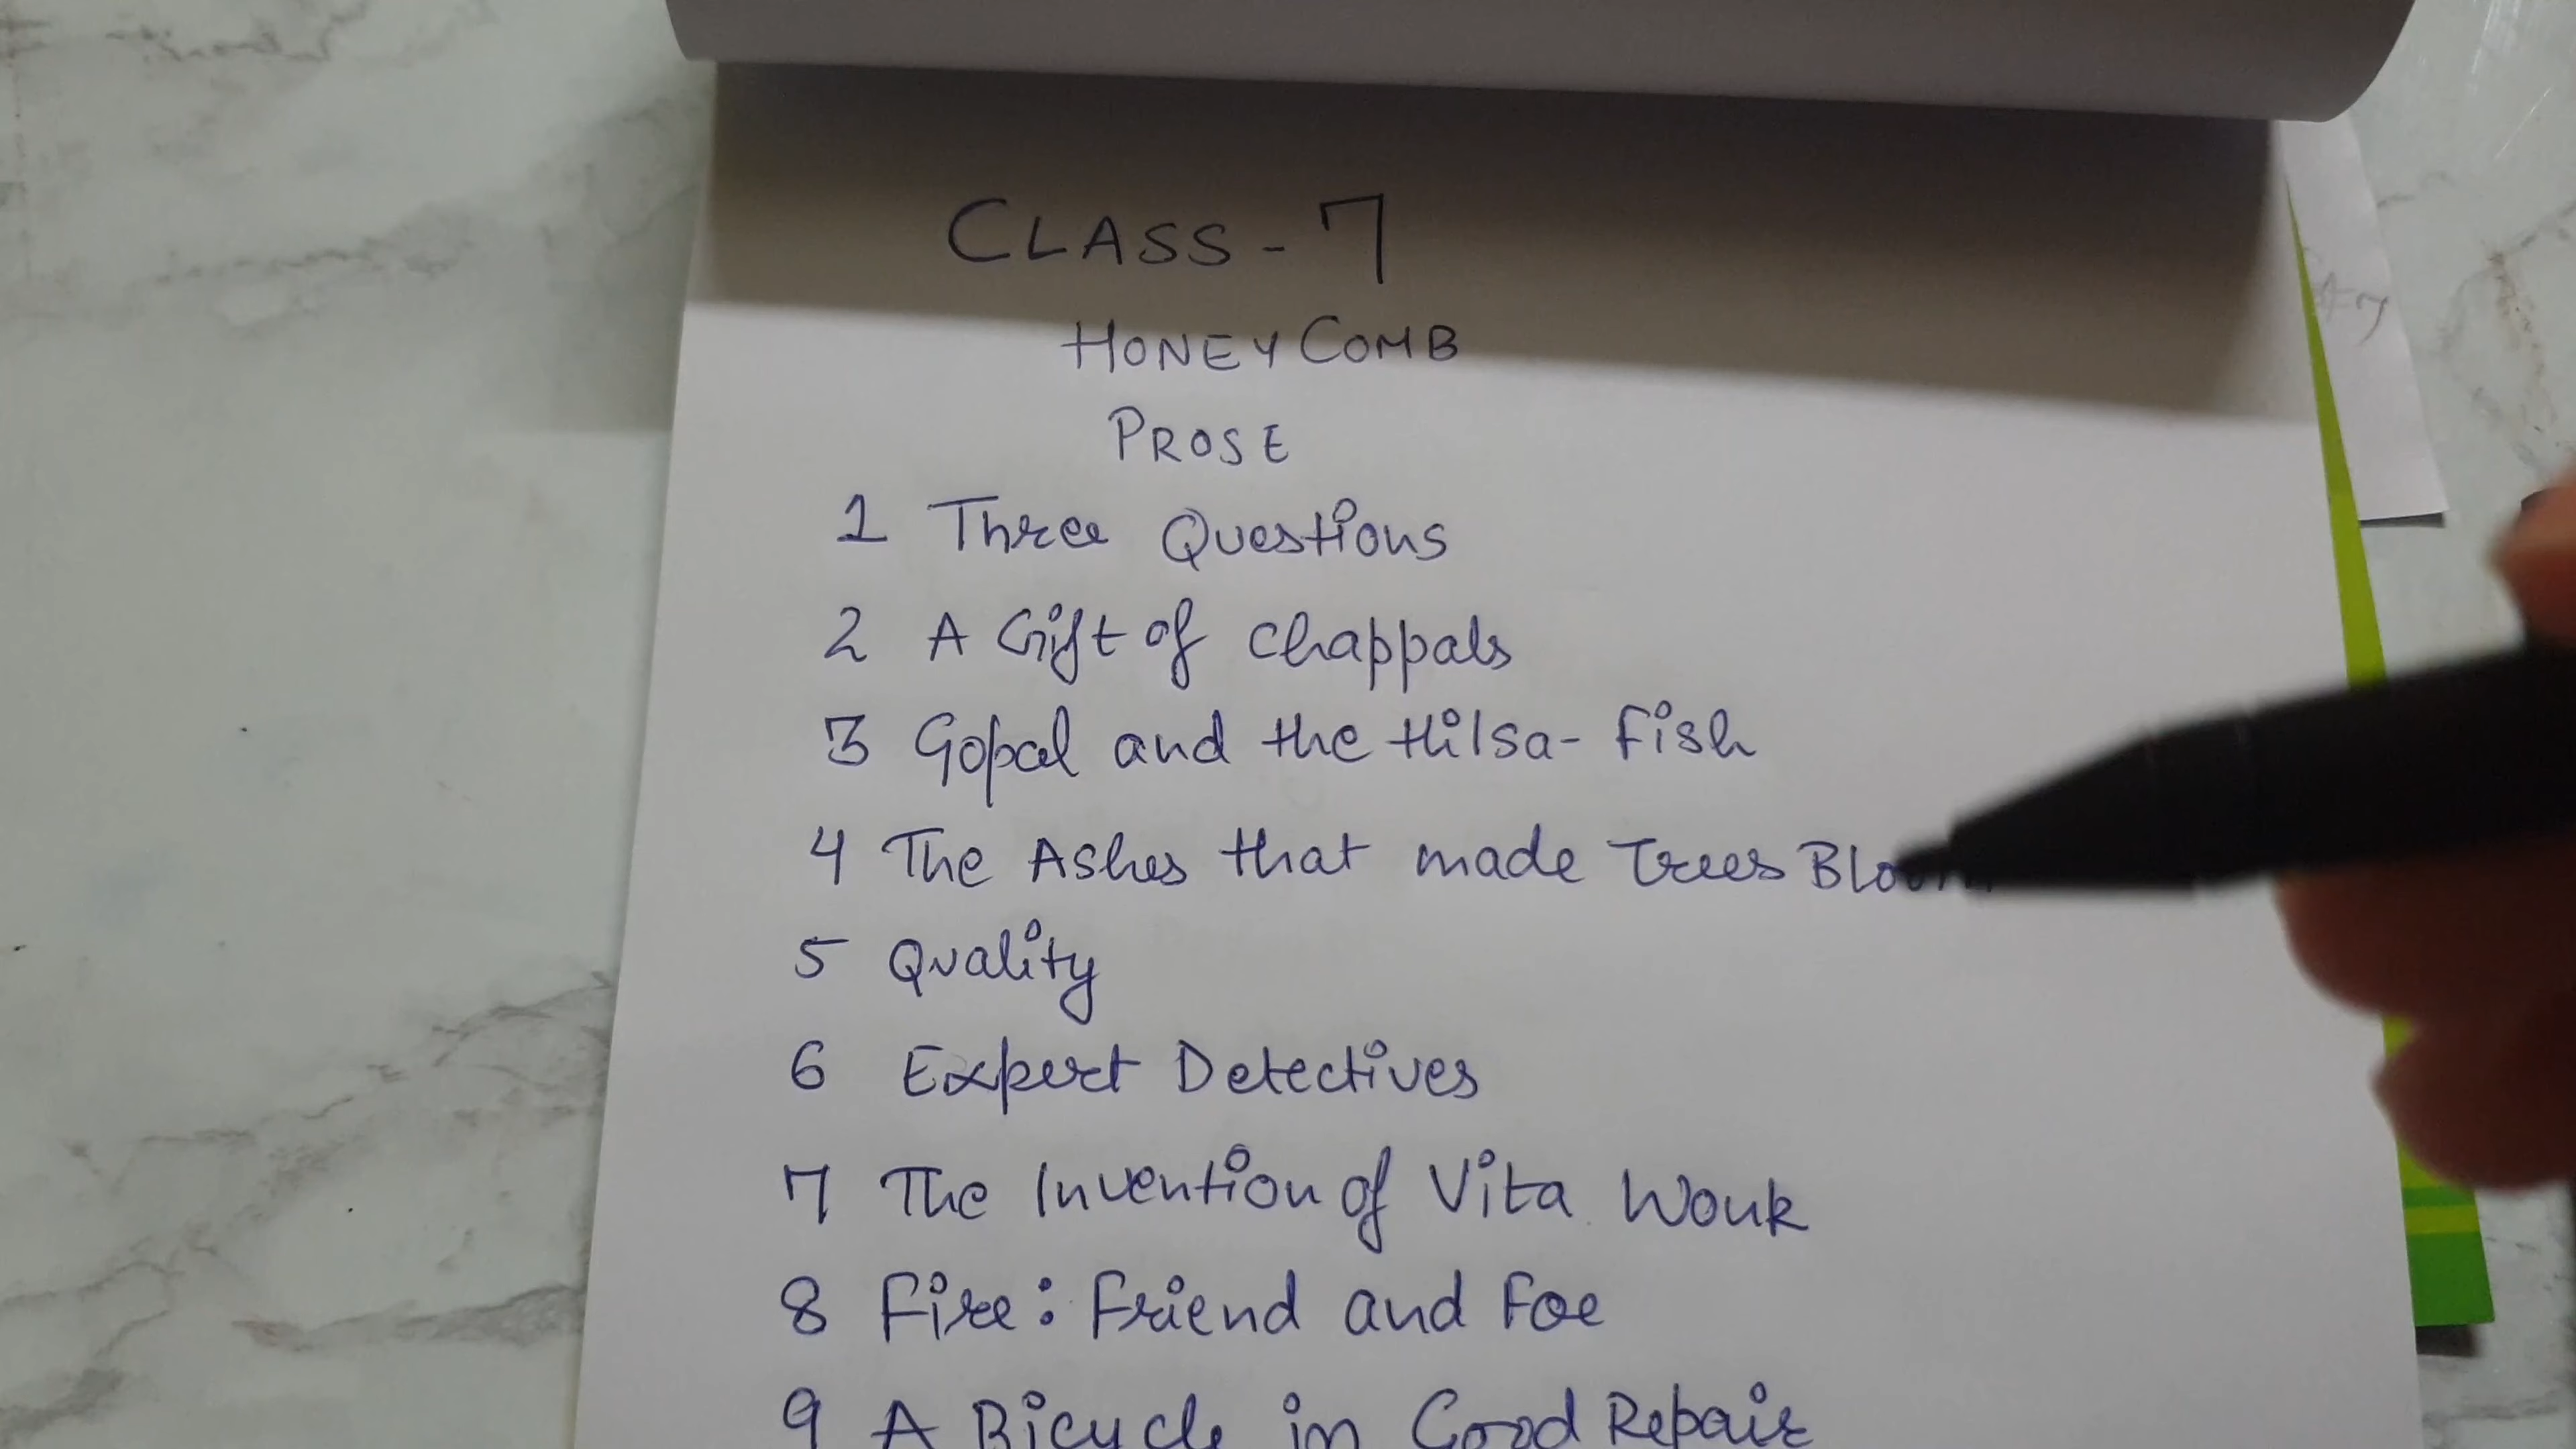 CLASS - 7
HONEYCOMB
PROSE
1 Three Questions
2 A Gift of chappals
3 Gopal and the Hilsa - Fish
4 The Ashes that made Trees Bloom
5 Quality
6 Expert Detectives
7 The Invention of Vita Wonk
8 Fire: Friend and Foe
9 A Bicycle in Good Repair